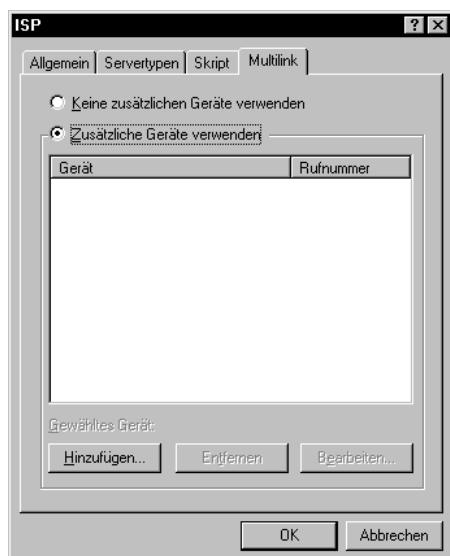 ISP
Allgemein Servertypen Skript Multilink
Keine zusätzlichen Geräte verwenden
Zusätzliche Geräte verwenden
Gerät Rufnummer
Gewähltes Gerät:
Hinzufügen... Entfernen Bearbeiten...
OK Abbrechen